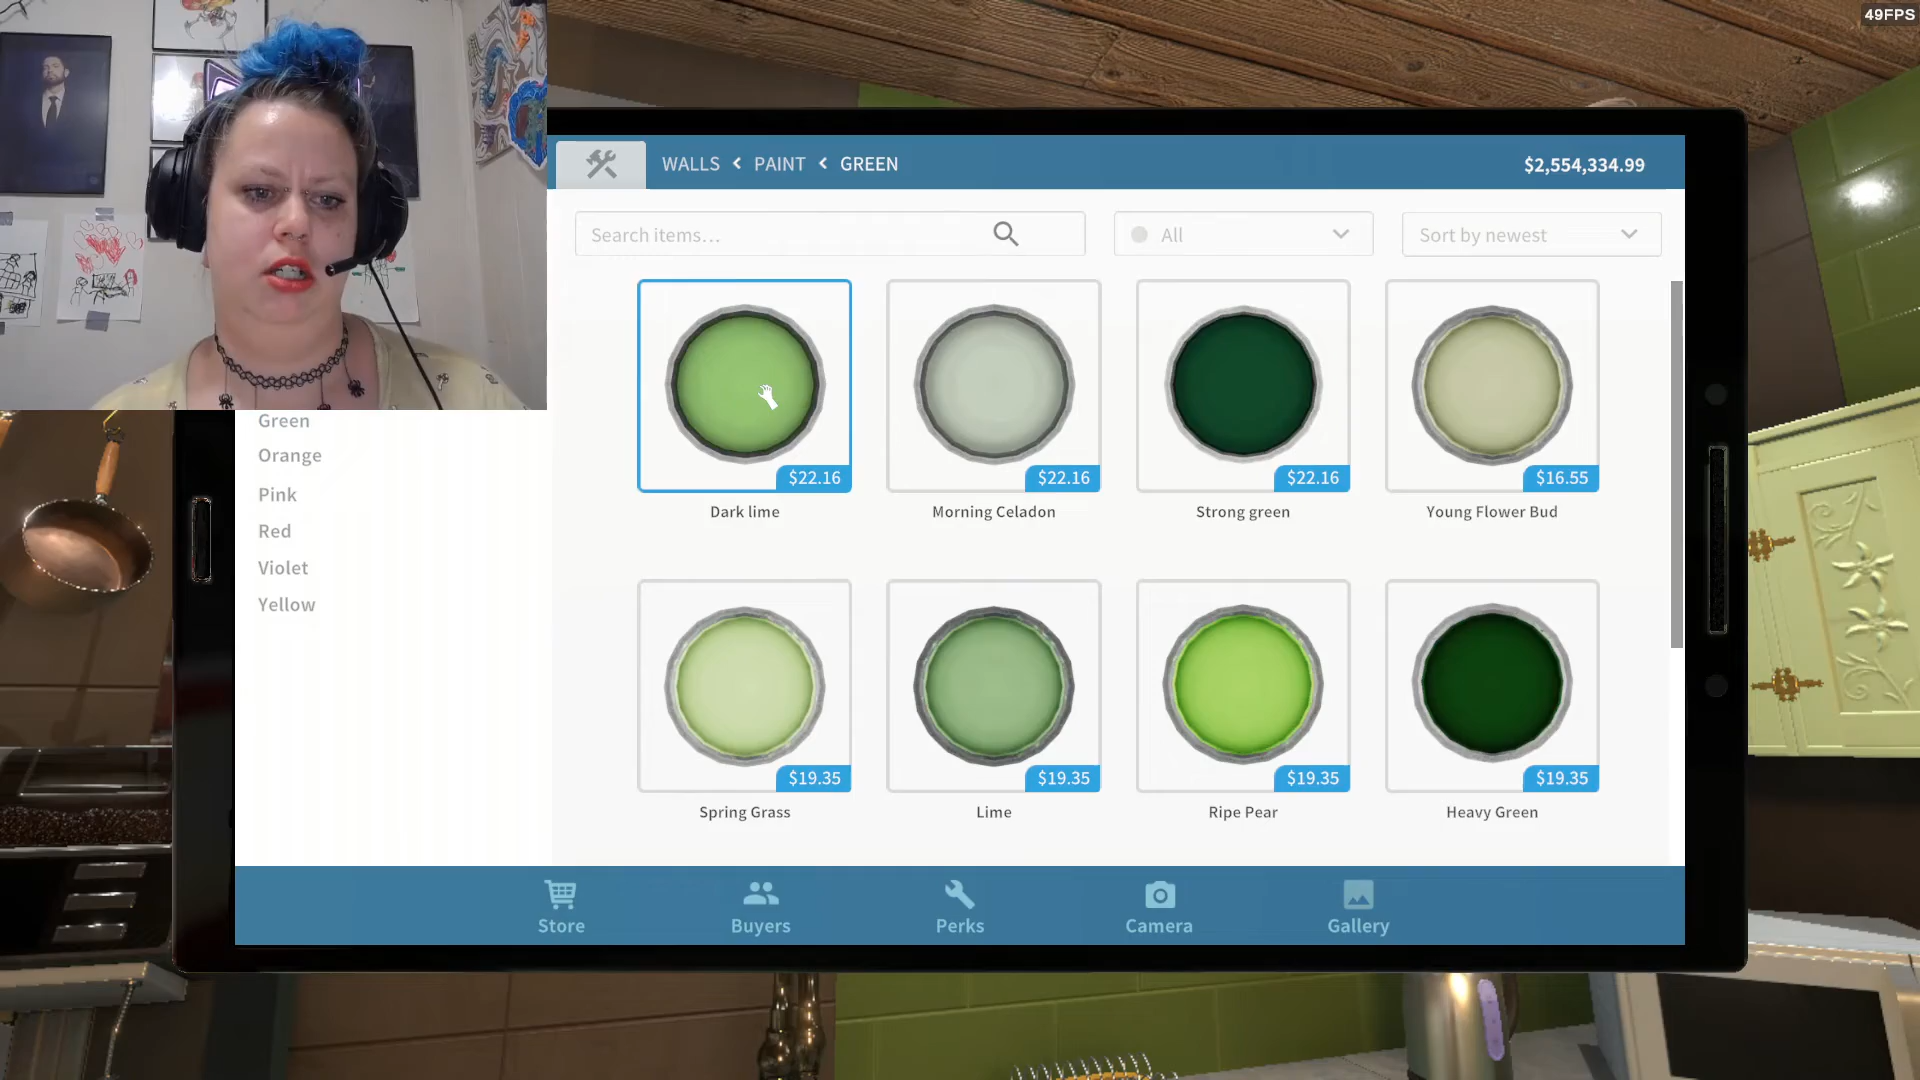 49FPS
WALLS < PAINT < GREEN
$2,554,334.99
Search items...
All
Sort by newest
Green
Orange
Pink
Red
Violet
Yellow
$22.16
$22.16
$22.16
$16.55
Dark lime
Morning Celadon
Strong green
Young Flower Bud
$19.35
$19.35
$19.35
$19.35
Spring Grass
Lime
Ripe Pear
Heavy Green
Store
Buyers
Perks
Camera
Gallery